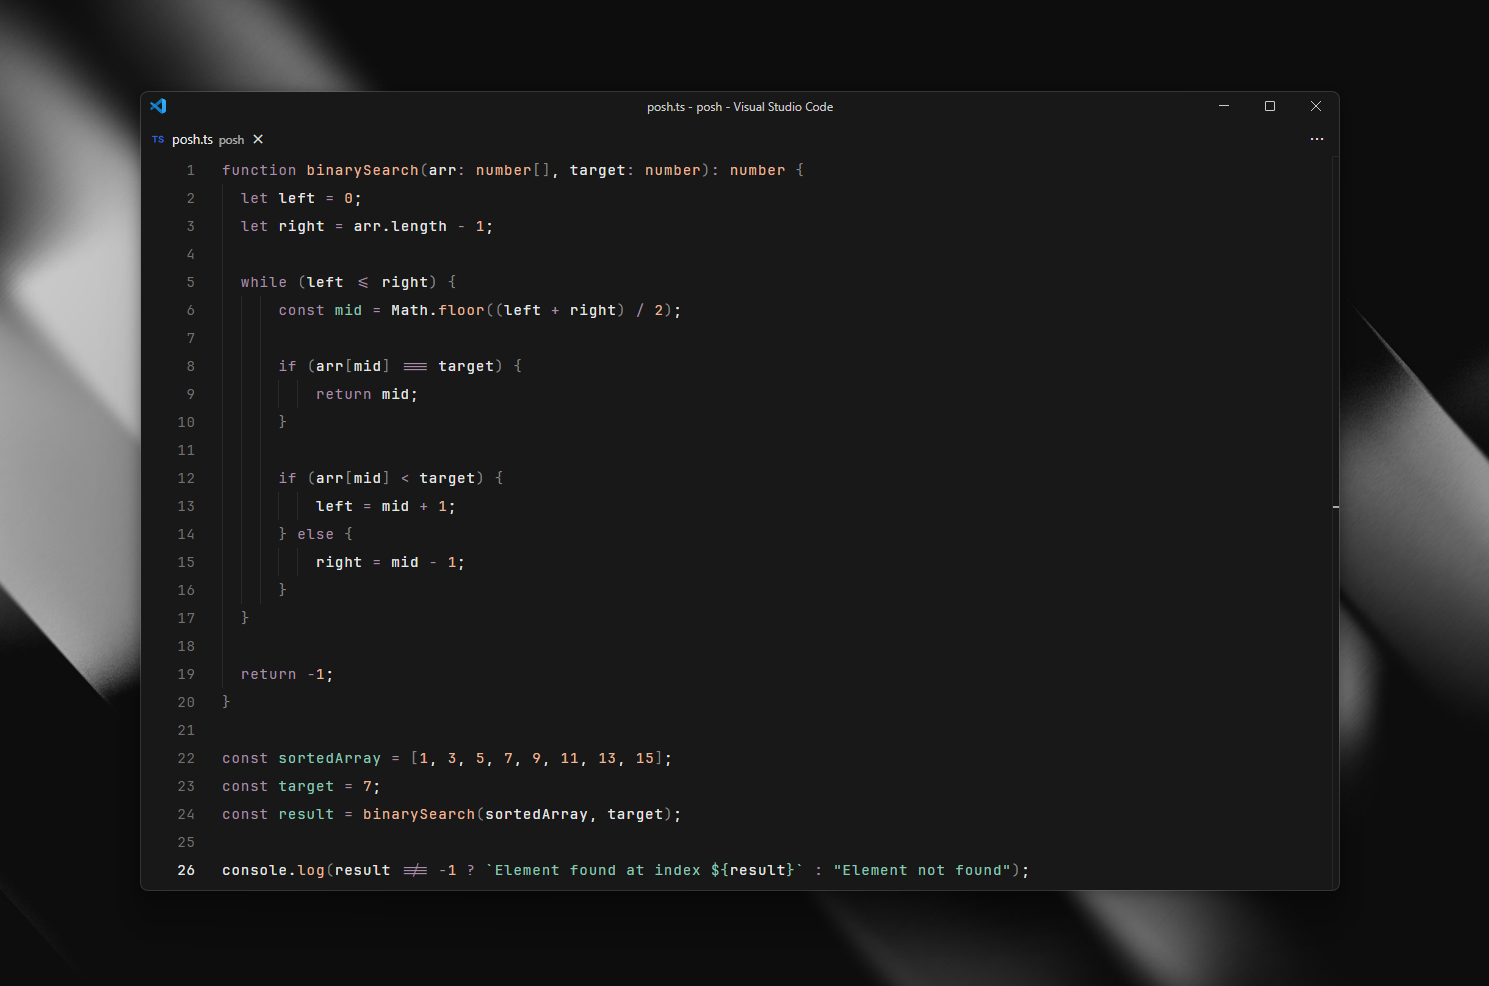 posh.ts - posh - Visual Studio Code
TS posh.ts posh
1 function binarySearch(arr: number[], target: number): number {
2 let left = 0;
3 let right = arr.length - 1;
4
5 while (left <= right) {
6 const mid = Math.floor((left + right) / 2);
7
8 if (arr[mid] === target) {
9 return mid;
10 }
11
12 if (arr[mid] < target) {
13 left = mid + 1;
14 } else {
15 right = mid - 1;
16 }
17 }
18
19 return -1;
20 }
21
22 const sortedArray = [1, 3, 5, 7, 9, 11, 13, 15];
23 const target = 7;
24 const result = binarySearch(sortedArray, target);
25
26 console.log(result !== -1 ? `Element found at index ${result}` : "Element not found");